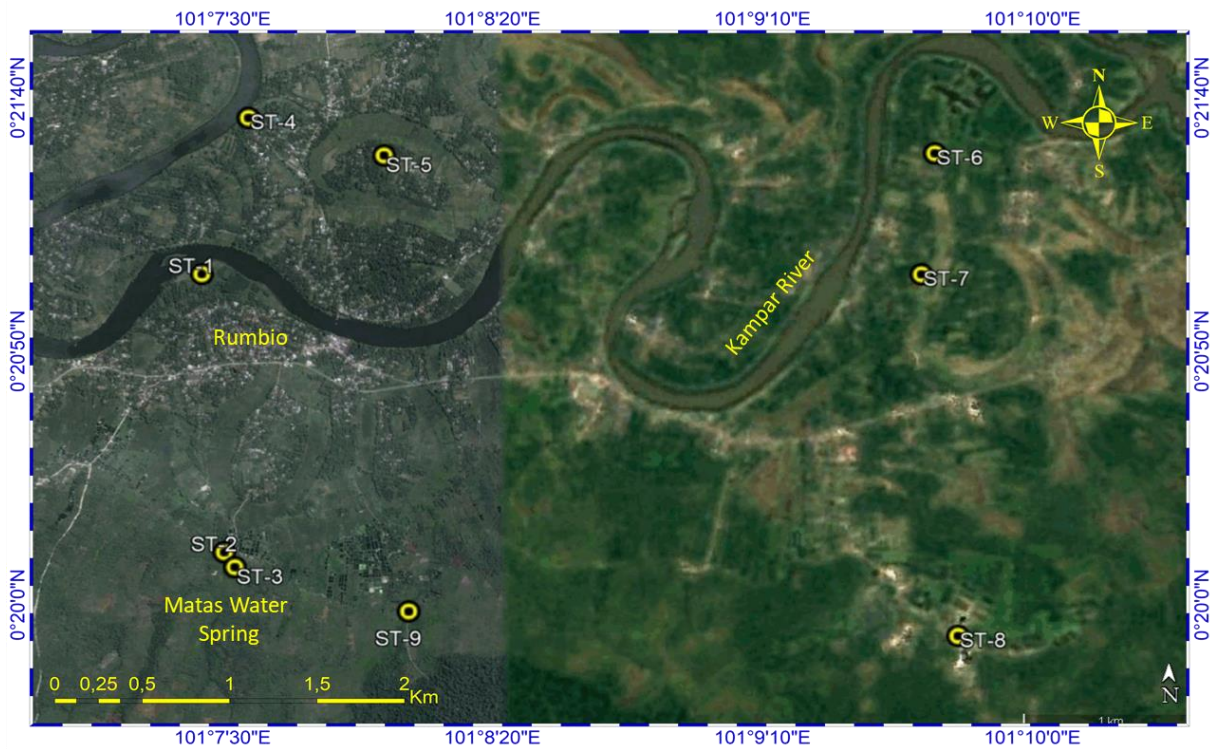 101°7'30"E 101°8'20"E 101°9'10"E 101°10'0"E
0°21'40"N
0°21'40"N
N
W E
S
ST-4
ST-5
ST-6
ST-1
ST-7
Kampar River
Rumbio
0°20'50"N
0°20'50"N
ST-2
ST-3
Matas Water
Spring
ST-9
ST-8
0°20'0"N
0°20'0"N
0 0,25 0,5 1 1,5 2 Km
N
1 km
101°7'30"E 101°8'20"E 101°9'10"E 101°10'0"E